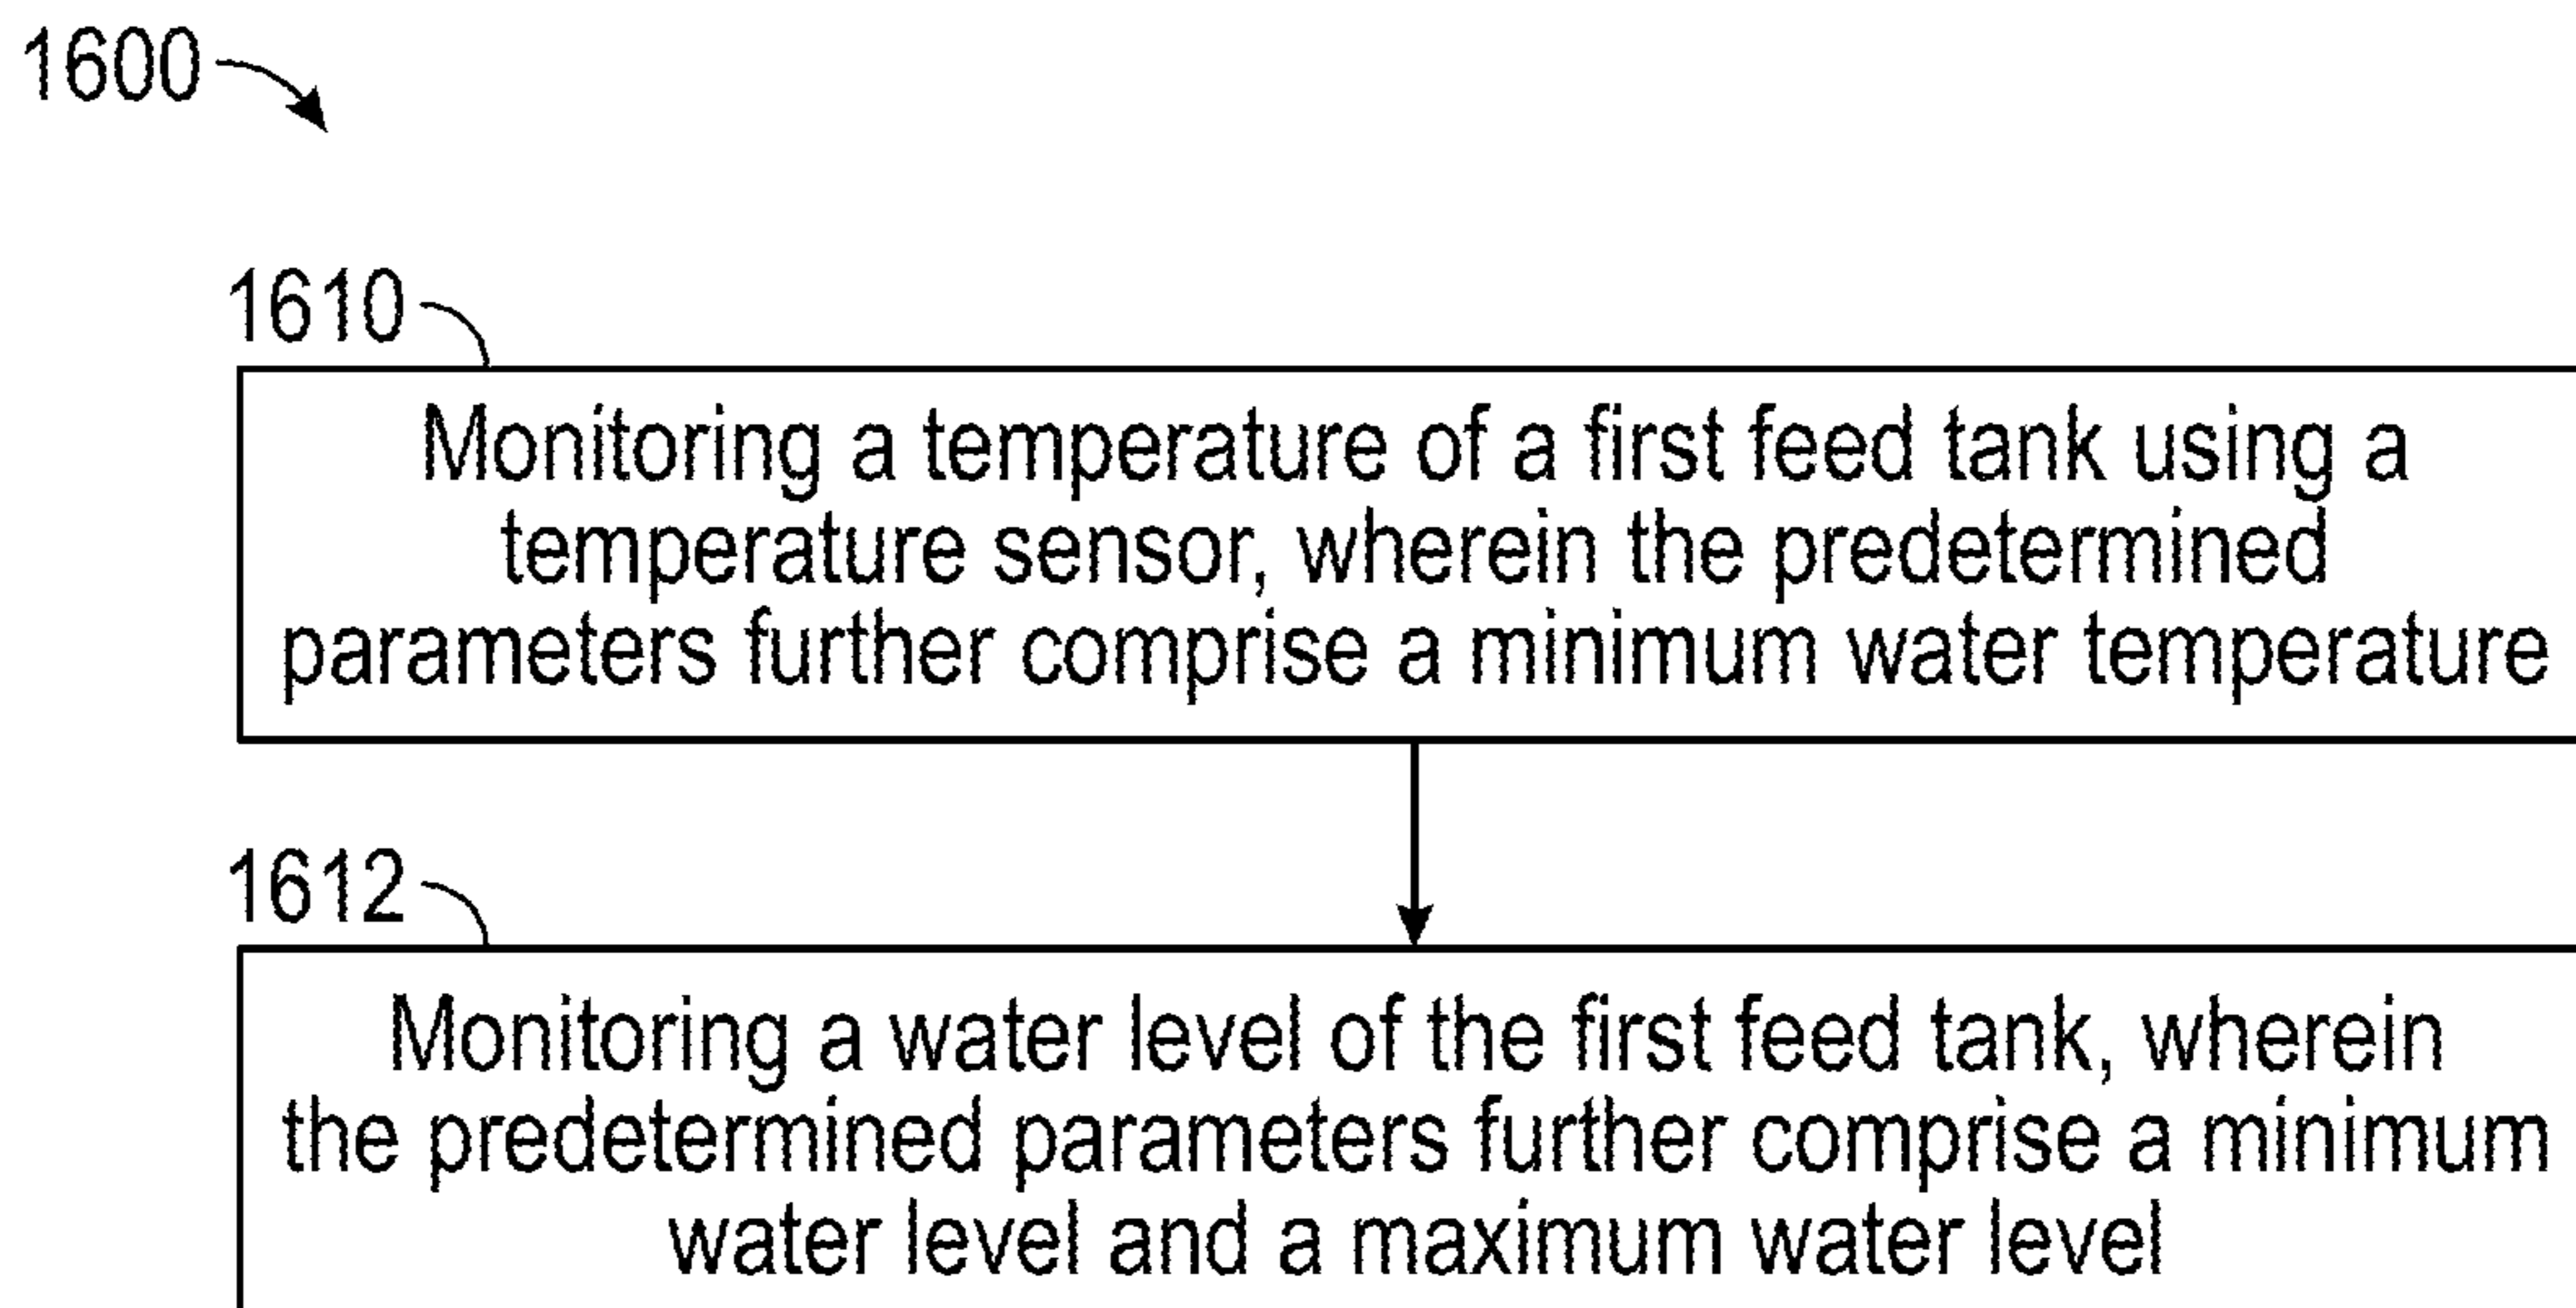 1600
1610
Monitoring a temperature of a first feed tank using a
temperature sensor, wherein the predetermined
parameters further comprise a minimum water temperature
1612
Monitoring a water level of the first feed tank, wherein
the predetermined parameters further comprise a minimum
water level and a maximum water level